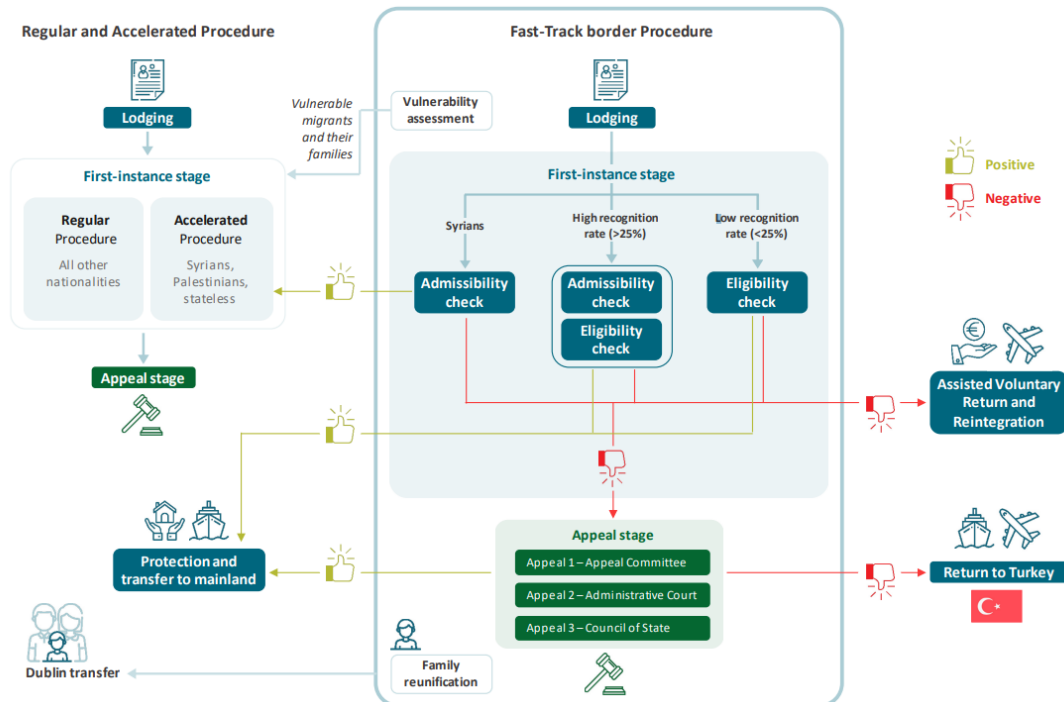 Regular and Accelerated Procedure
Fast-Track border Procedure
Lodging
Vulnerable
migrants
and their
families
Vulnerability
assessment
Lodging
Positive
Negative
First-instance stage
Regular
Procedure
All other
nationalities
Accelerated
Procedure
Syrians,
Palestinians,
stateless
First-instance stage
Syrians
High recognition
rate (>25%)
Low recognition
rate (<25%)
Admissibility
check
Admissibility
check
Eligibility
check
Eligibility
check
Appeal stage
Assisted Voluntary
Return and
Reintegration
Protection and
transfer to mainland
Appeal stage
Appeal 1 – Appeal Committee
Appeal 2 – Administrative Court
Appeal 3 – Council of State
Return to Turkey
Dublin transfer
Family
reunification